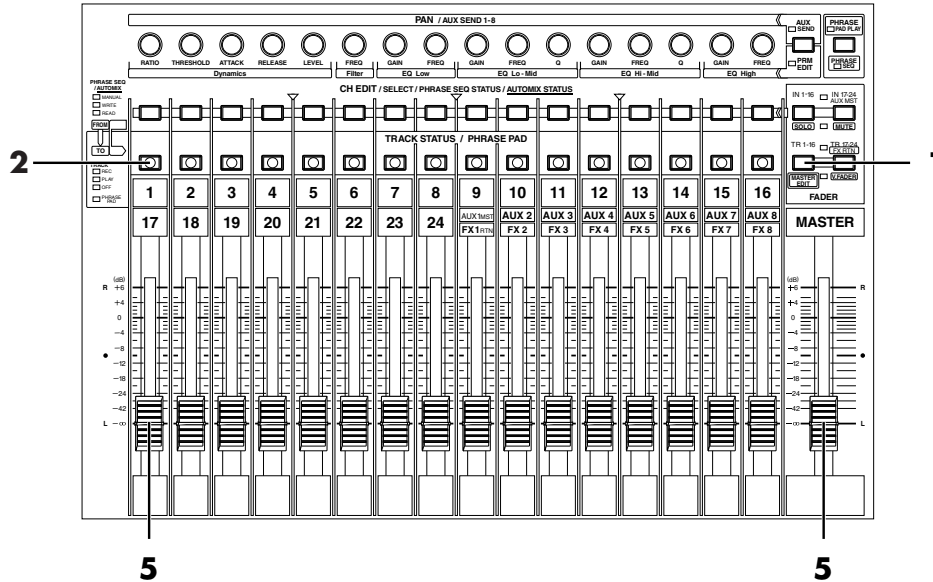 PAN / AUX SEND 1-8
AUX SEND
PHRASE
PAD PLAY
RATIO THRESHOLD ATTACK RELEASE LEVEL FREQ GAIN FREQ GAIN FREQ Q GAIN FREQ Q GAIN FREQ
PRM EDIT
PHRASE SEQ
Dynamics Filter EQ Low EQ Lo - Mid EQ Hi - Mid EQ High
PHRASE SEQ
/ AUTOMIX
MANUAL
WRITE
READ
FROM
TO
CH EDIT / SELECT / PHRASE SEQ STATUS / AUTOMIX STATUS
IN 1-16 IN 17-24
AUX MST
SOLO MUTE
TRACK STATUS / PHRASE PAD
TR 1-16 TR 17-24
FX RTN
MASTER EDIT V.FADER
FADER
2
TRACK
REC
PLAY
OFF
PHRASE PAD
1 2 3 4 5 6 7 8 9 10 11 12 13 14 15 16
17 18 19 20 21 22 23 24 AUX1MST AUX 2 AUX 3 AUX 4 AUX 5 AUX 6 AUX 7 AUX 8 MASTER
FX1RTN FX 2 FX 3 FX 4 FX 5 FX 6 FX 7 FX 8
(dB) (dB)
R +6 +6 R
+4 +4
0 0
−4 −4
−8 −8
−12 −12
−18 −18
−24 −24
−42 −42
L −∞ −∞ L
5 5